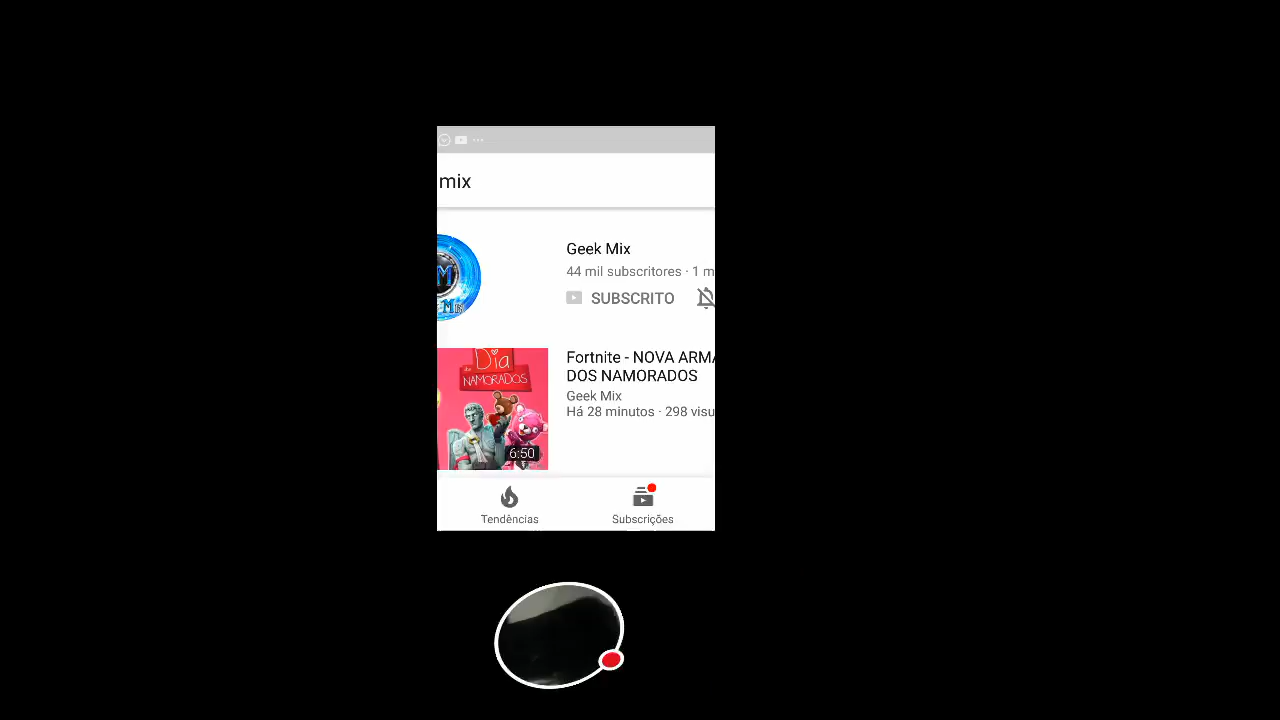 mix
Geek Mix
44 mil subscritores · 1 m
SUBSCRITO
Dia
de
NAMORADOS
6:50
Fortnite - NOVA ARMA
DOS NAMORADOS
Geek Mix
Há 28 minutos · 298 visu
Tendências
Subscrições